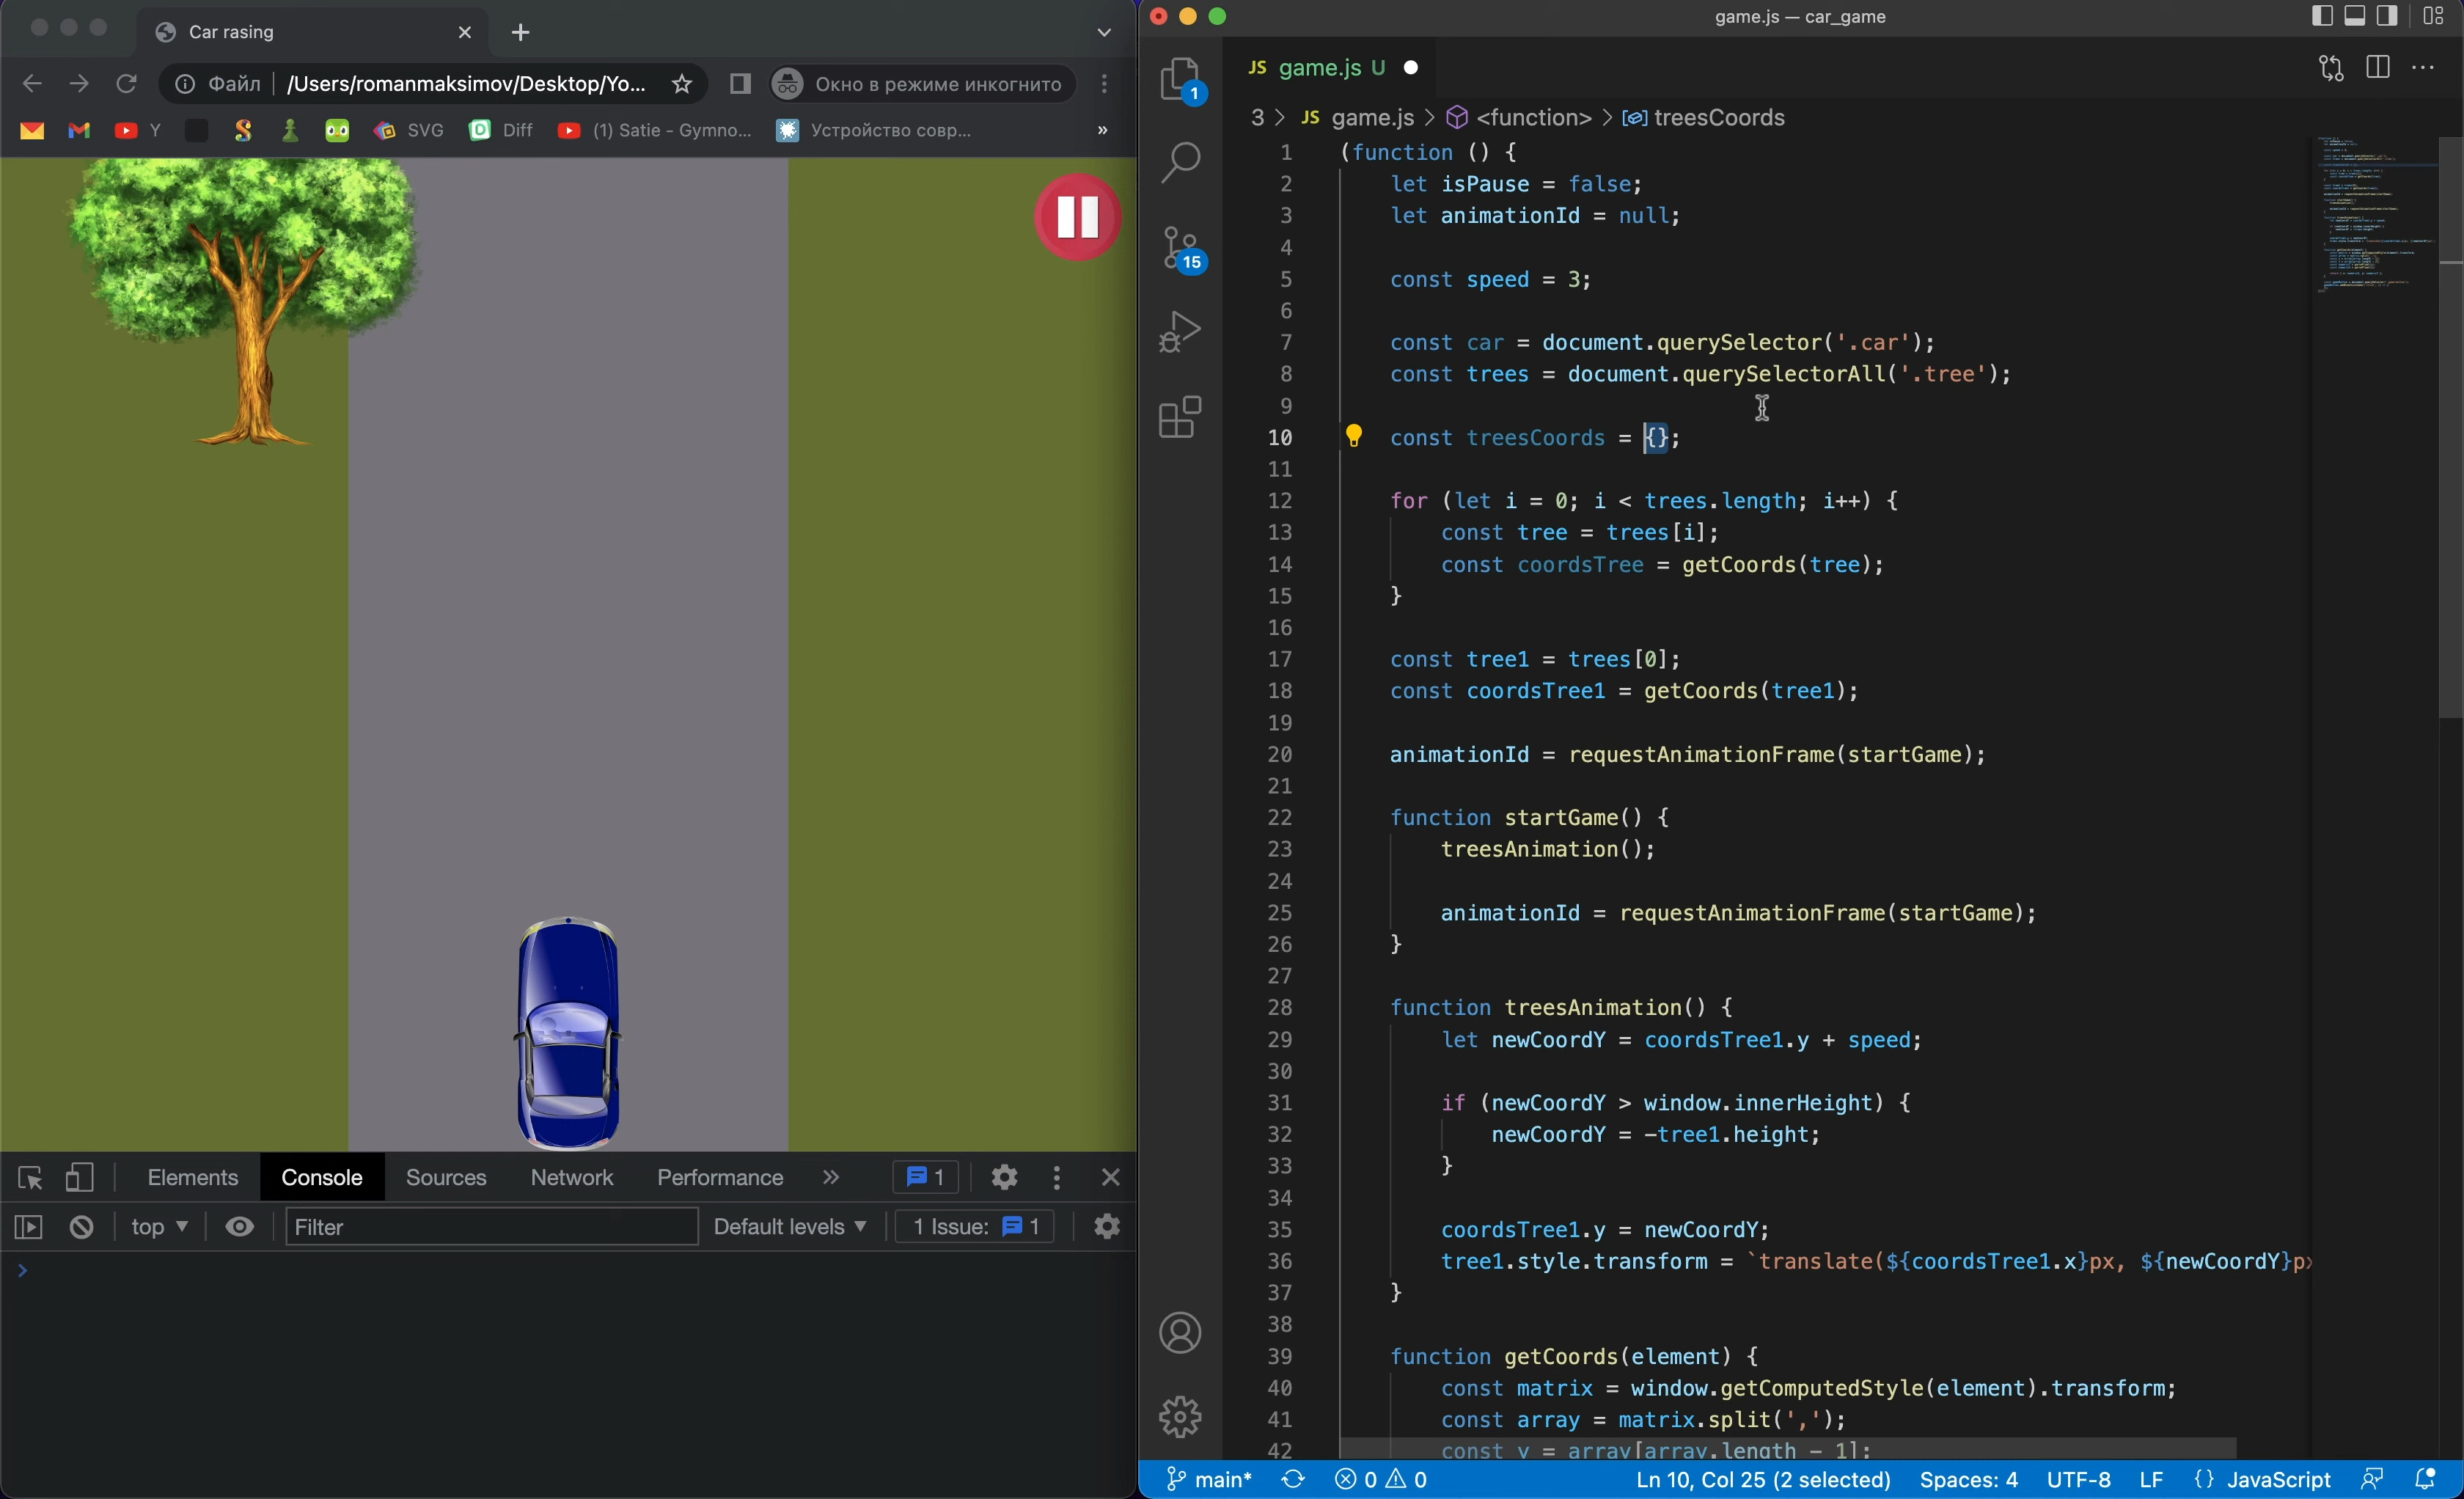 Car rasing
Файл
/Users/romanmaksimov/Desktop/Yo...
Окно в режиме инкогнито
Y
SVG
Diff
(1) Satie - Gymno...
Устройство совр...
»
Elements
Console
Sources
Network
Performance
»
1
top
Filter
Default levels
1 Issue:
1
>
game.js — car_game
JS game.js U
3 > JS game.js > <function> > treesCoords
1
15
1 (function () {
2 let isPause = false;
3 let animationId = null;
4
5 const speed = 3;
6
7 const car = document.querySelector('.car');
8 const trees = document.querySelectorAll('.tree');
9
10 const treesCoords = {};
11
12 for (let i = 0; i < trees.length; i++) {
13 const tree = trees[i];
14 const coordsTree = getCoords(tree);
15 }
16
17 const tree1 = trees[0];
18 const coordsTree1 = getCoords(tree1);
19
20 animationId = requestAnimationFrame(startGame);
21
22 function startGame() {
23 treesAnimation();
24
25 animationId = requestAnimationFrame(startGame);
26 }
27
28 function treesAnimation() {
29 let newCoordY = coordsTree1.y + speed;
30
31 if (newCoordY > window.innerHeight) {
32 newCoordY = -tree1.height;
33 }
34
35 coordsTree1.y = newCoordY;
36 tree1.style.transform = `translate(${coordsTree1.x}px, ${newCoordY}px
37 }
38
39 function getCoords(element) {
40 const matrix = window.getComputedStyle(element).transform;
41 const array = matrix.split(',');
42 const y = array[array.length - 1];
main*
0
0
Ln 10, Col 25 (2 selected)
Spaces: 4
UTF-8
LF
{} JavaScript